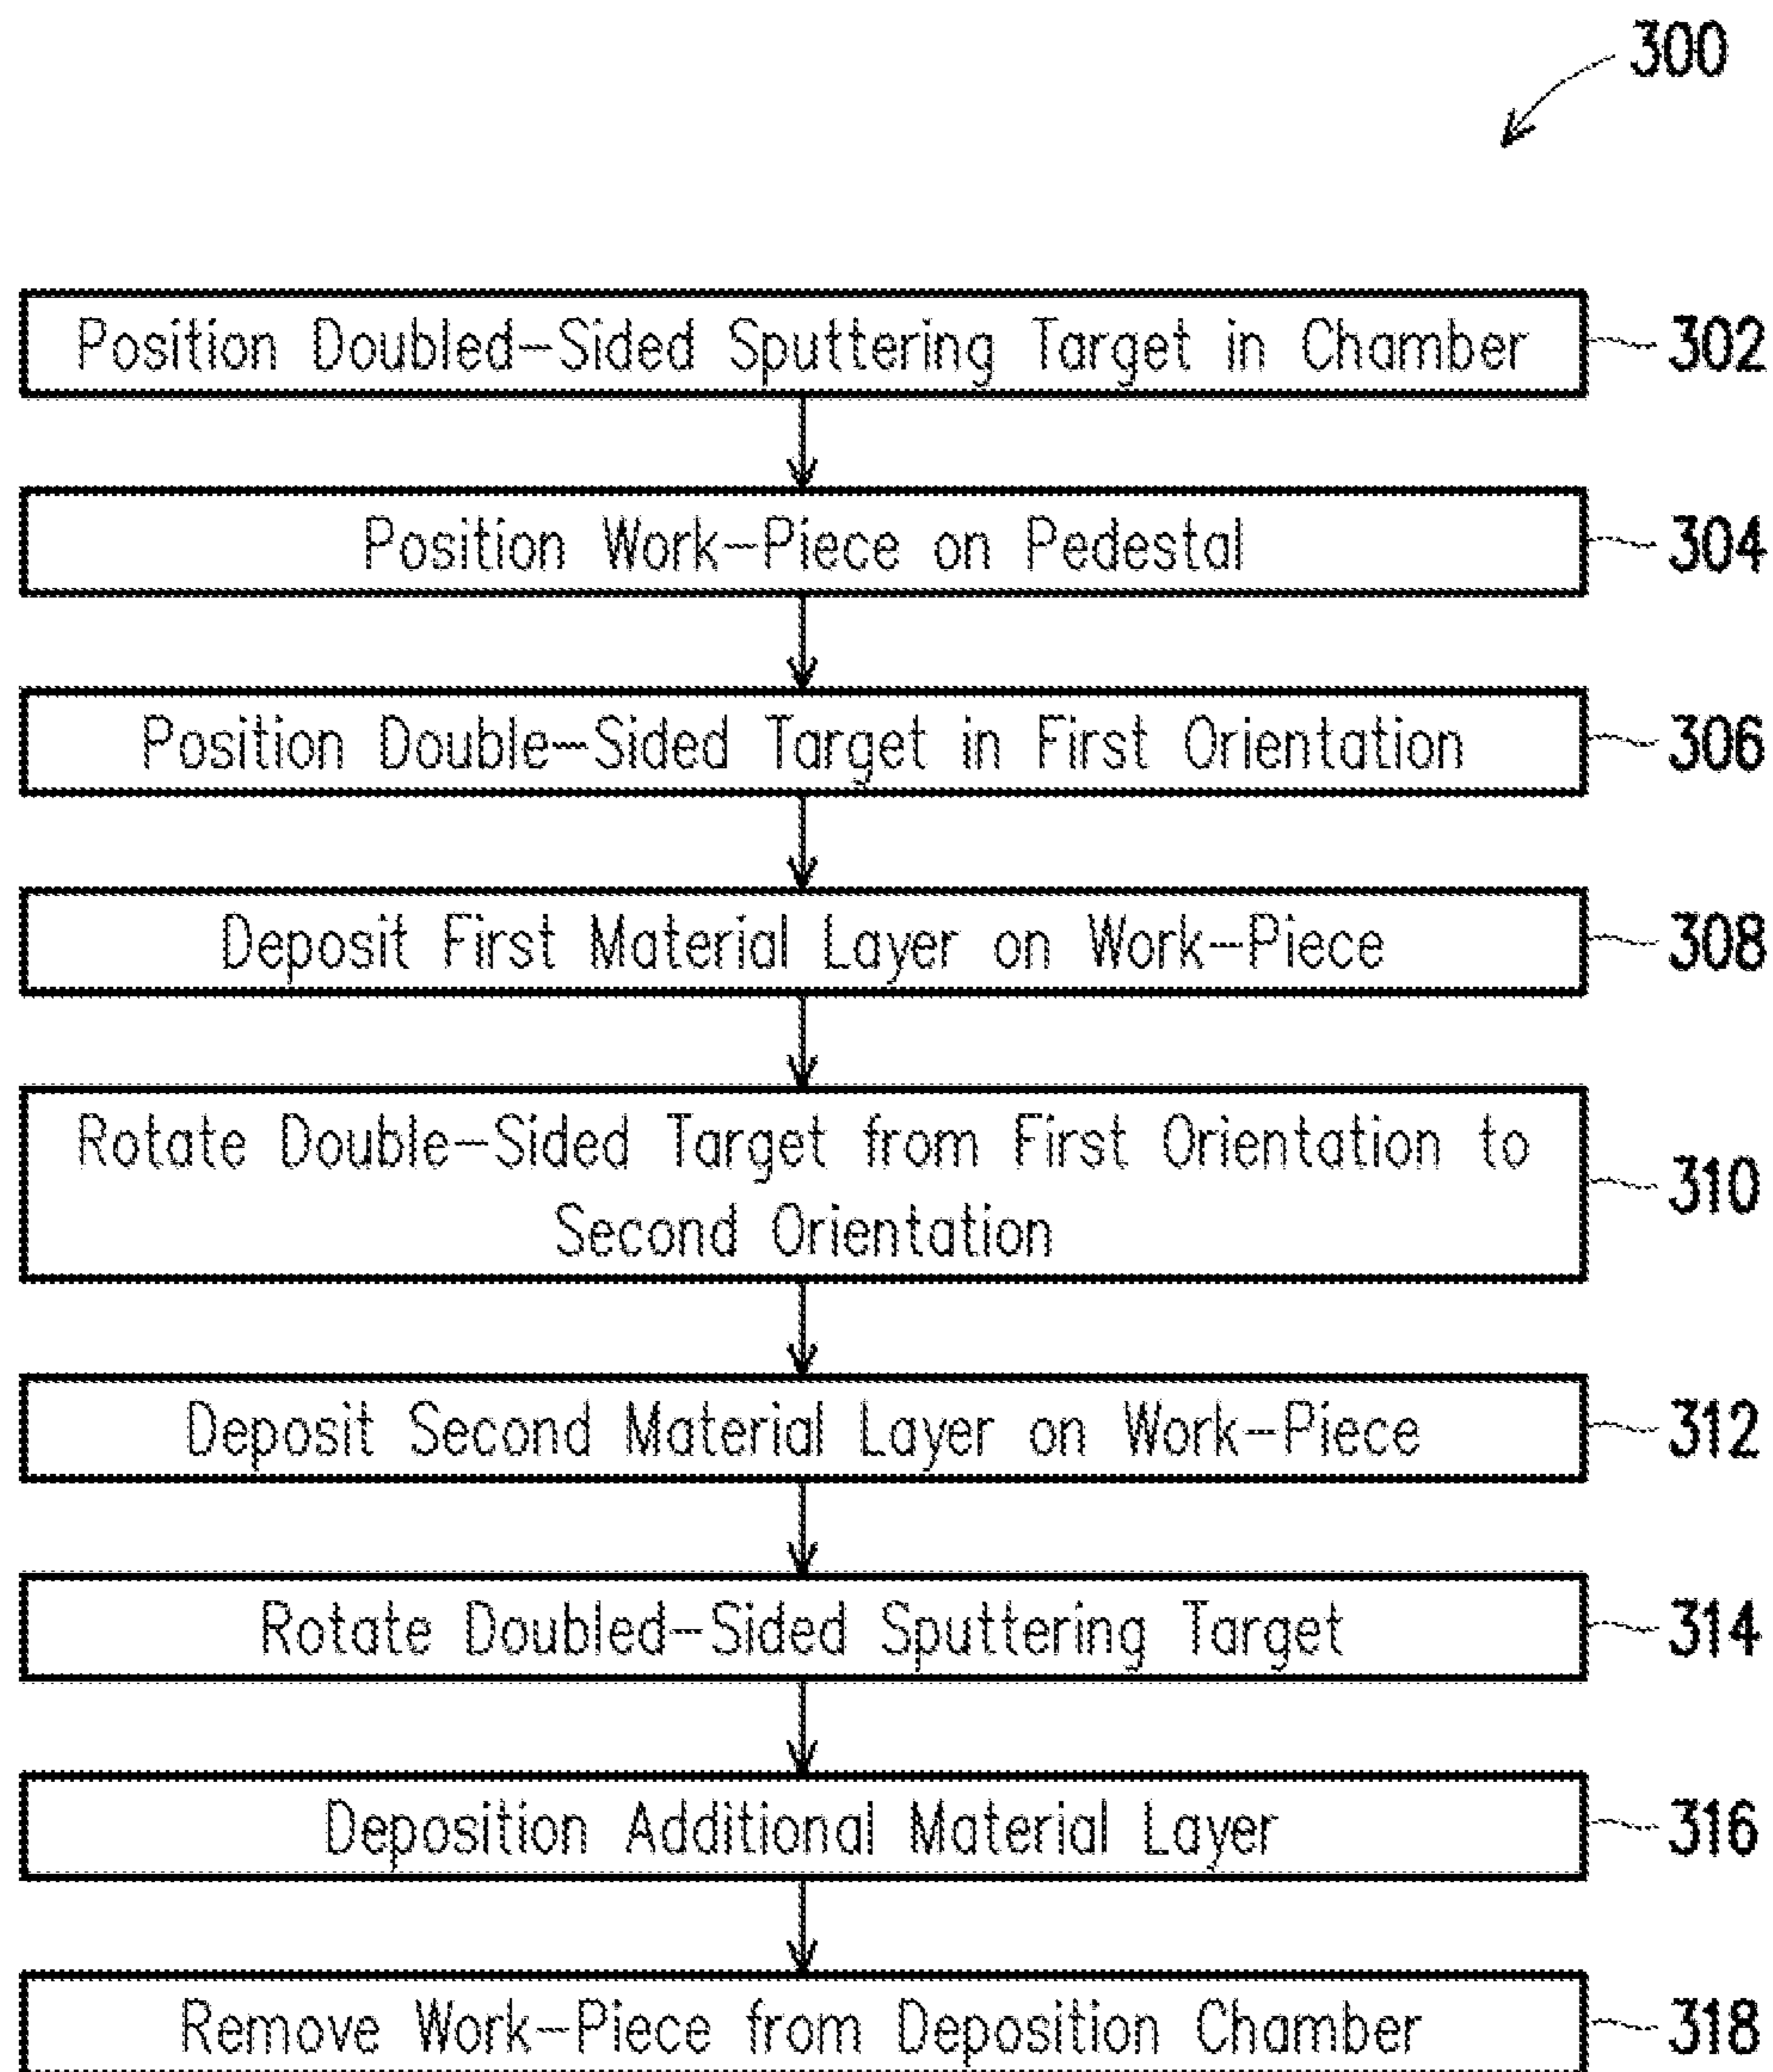 300
Position Doubled-Sided Sputtering Target in Chamber 302
Position Work-Piece on Pedestal 304
Position Double-Sided Target in First Orientation 306
Deposit First Material Layer on Work-Piece 308
Rotate Double-Sided Target from First Orientation to
Second Orientation
310
Deposit Second Material Layer on Work-Piece 312
Rotate Doubled-Sided Sputtering Target 314
Deposition Additional Material Layer 316
Remove Work-Piece from Deposition Chamber 318